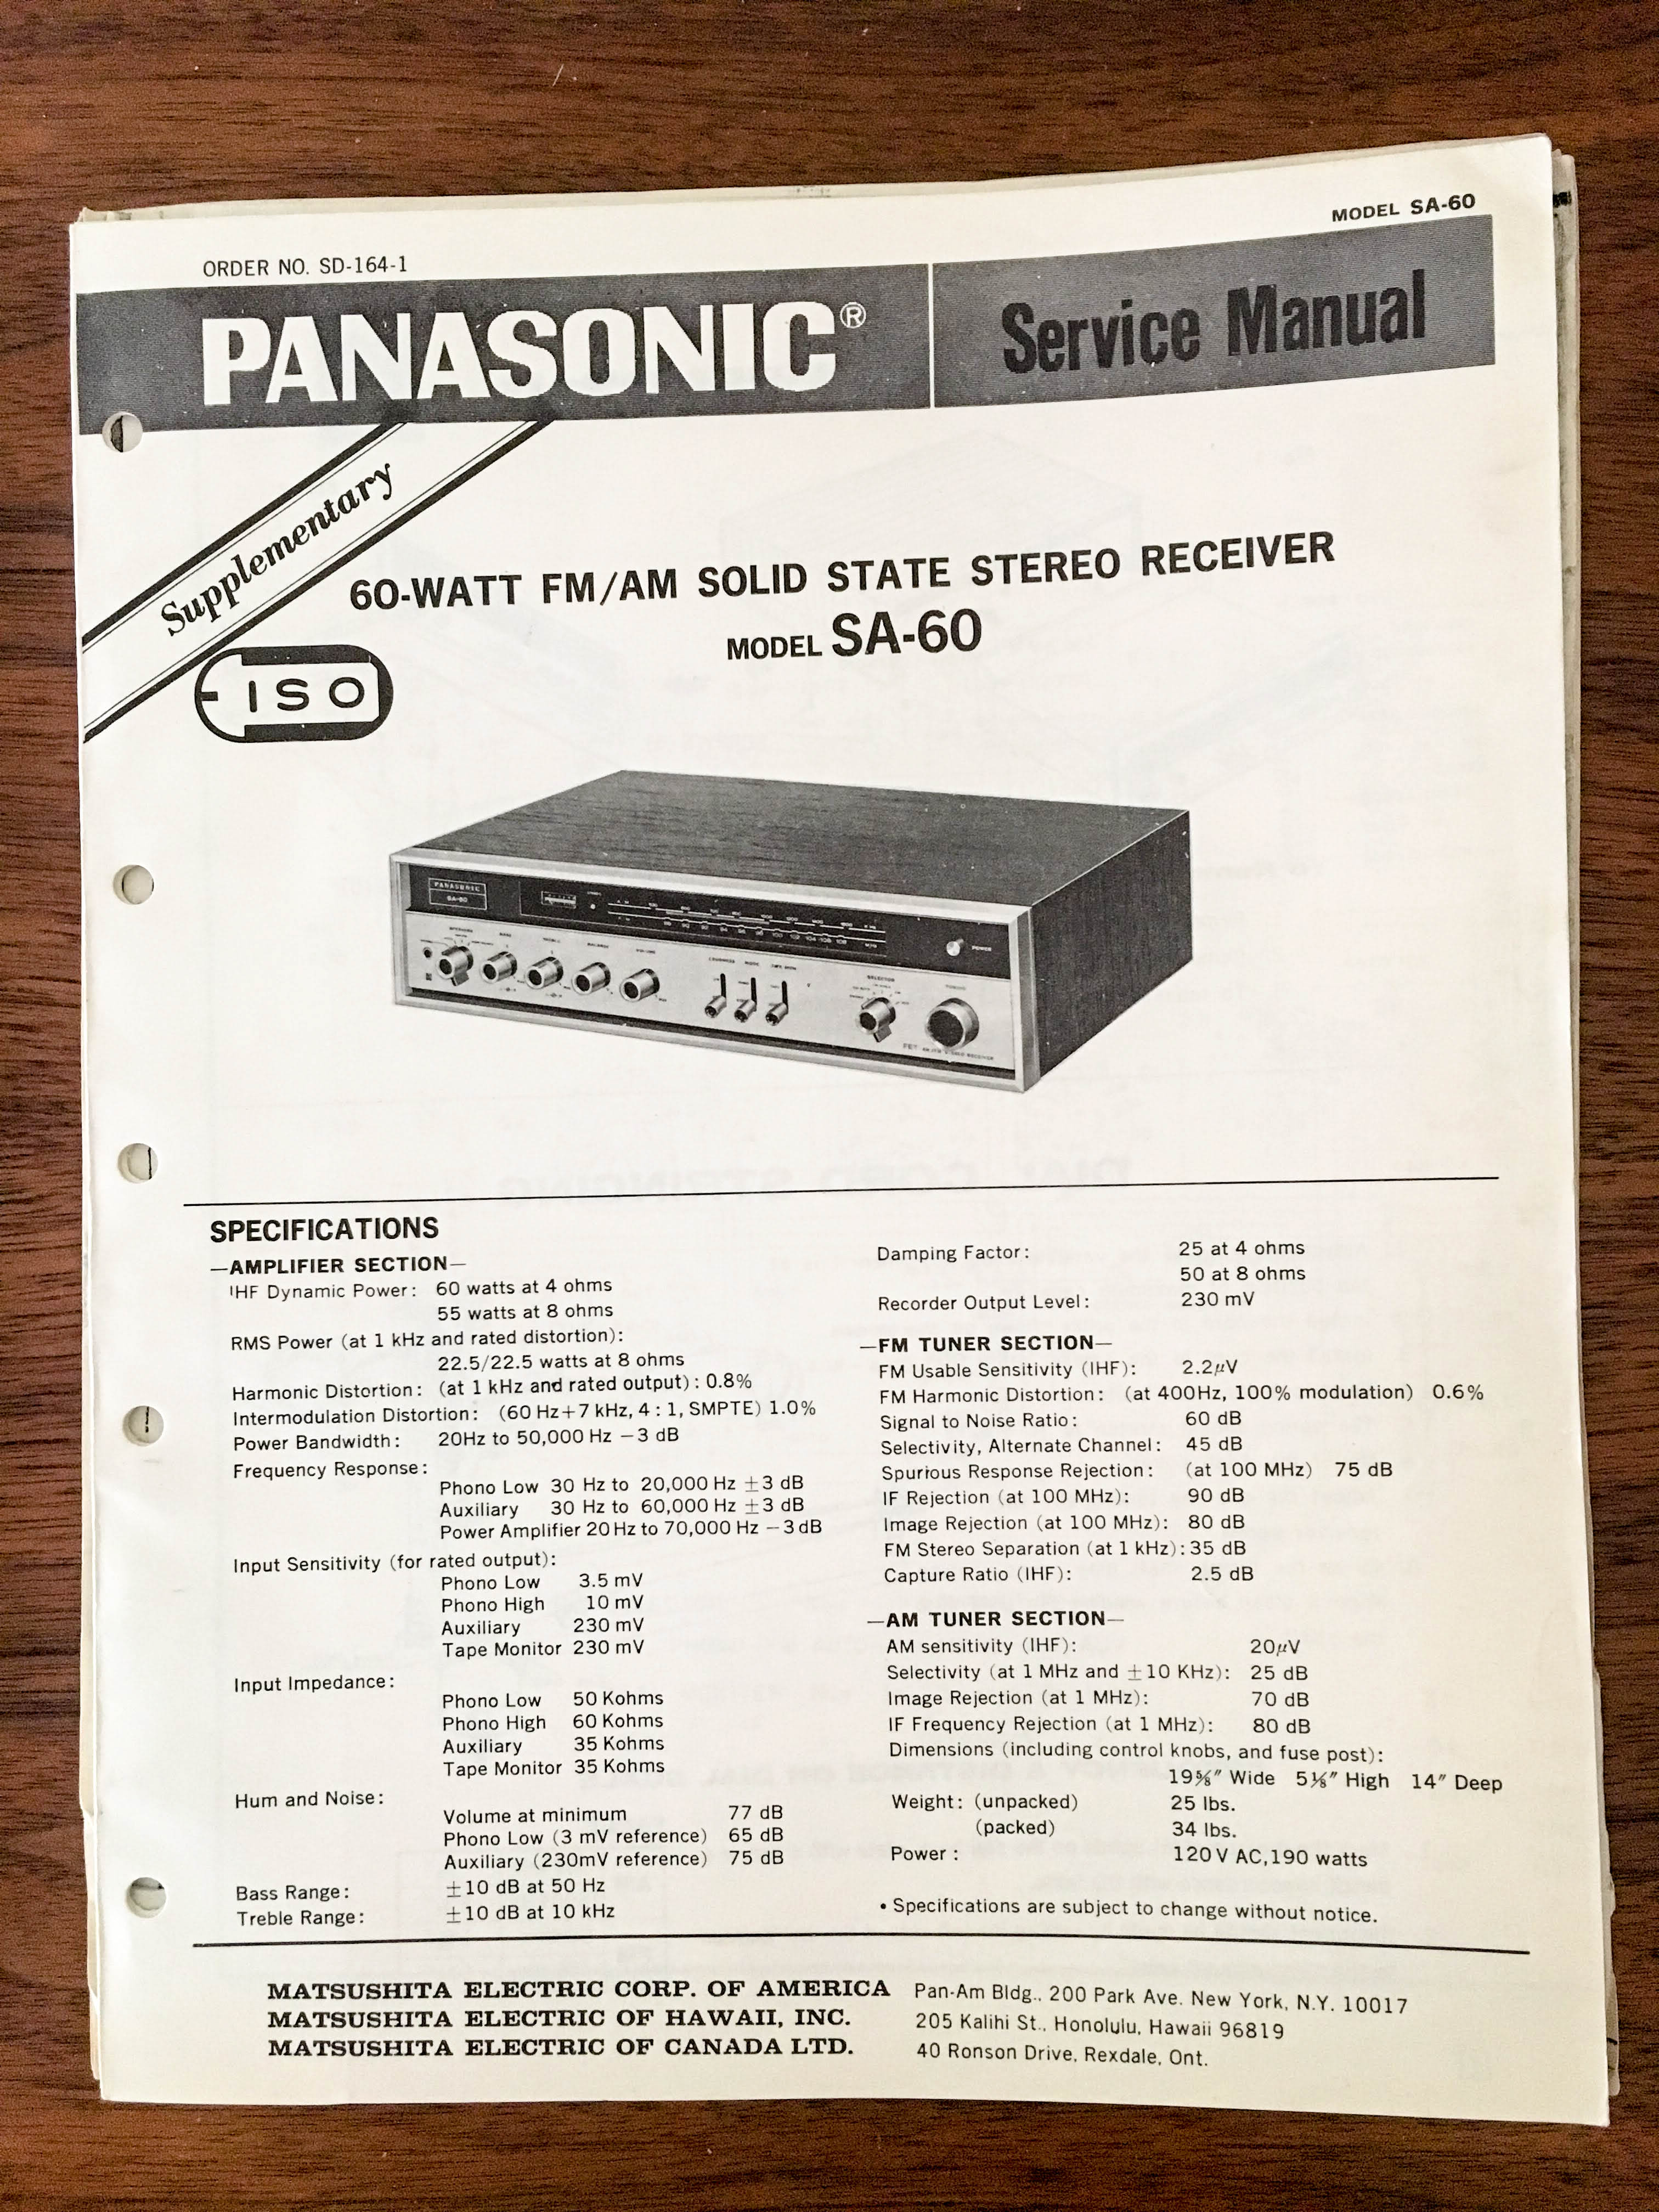 MODEL SA-60
ORDER NO. SD-164-1
PANASONIC®
Service Manual
Supplementary
60-WATT FM/AM SOLID STATE STEREO RECEIVER
MODEL SA-60
ISO
PANASONIC
SA-60
SPECIFICATIONS
—AMPLIFIER SECTION—
IHF Dynamic Power: 60 watts at 4 ohms
55 watts at 8 ohms
RMS Power (at 1 kHz and rated distortion):
22.5/22.5 watts at 8 ohms
Harmonic Distortion: (at 1 kHz and rated output) : 0.8%
Intermodulation Distortion: (60 Hz+7 kHz, 4 : 1, SMPTE) 1.0%
Power Bandwidth: 20Hz to 50,000 Hz −3 dB
Frequency Response:
Phono Low 30 Hz to 20,000 Hz ±3 dB
Auxiliary 30 Hz to 60,000 Hz ±3 dB
Power Amplifier 20 Hz to 70,000 Hz −3 dB
Input Sensitivity (for rated output):
Phono Low 3.5 mV
Phono High 10 mV
Auxiliary 230 mV
Tape Monitor 230 mV
Input Impedance:
Phono Low 50 Kohms
Phono High 60 Kohms
Auxiliary 35 Kohms
Tape Monitor 35 Kohms
Hum and Noise:
Volume at minimum 77 dB
Phono Low (3 mV reference) 65 dB
Auxiliary (230mV reference) 75 dB
Bass Range: ±10 dB at 50 Hz
Treble Range: ±10 dB at 10 kHz
Damping Factor: 25 at 4 ohms
50 at 8 ohms
Recorder Output Level: 230 mV
—FM TUNER SECTION—
FM Usable Sensitivity (IHF): 2.2μV
FM Harmonic Distortion: (at 400Hz, 100% modulation) 0.6%
Signal to Noise Ratio: 60 dB
Selectivity, Alternate Channel: 45 dB
Spurious Response Rejection: (at 100 MHz) 75 dB
IF Rejection (at 100 MHz): 90 dB
Image Rejection (at 100 MHz): 80 dB
FM Stereo Separation (at 1 kHz): 35 dB
Capture Ratio (IHF): 2.5 dB
—AM TUNER SECTION—
AM sensitivity (IHF): 20μV
Selectivity (at 1 MHz and ±10 KHz): 25 dB
Image Rejection (at 1 MHz): 70 dB
IF Frequency Rejection (at 1 MHz): 80 dB
Dimensions (including control knobs, and fuse post):
19⅝″ Wide 5⅛″ High 14″ Deep
Weight: (unpacked) 25 lbs.
(packed) 34 lbs.
Power : 120 V AC, 190 watts
• Specifications are subject to change without notice.
MATSUSHITA ELECTRIC CORP. OF AMERICA Pan-Am Bldg., 200 Park Ave. New York, N.Y. 10017
MATSUSHITA ELECTRIC OF HAWAII, INC. 205 Kalihi St., Honolulu, Hawaii 96819
MATSUSHITA ELECTRIC OF CANADA LTD. 40 Ronson Drive, Rexdale, Ont.